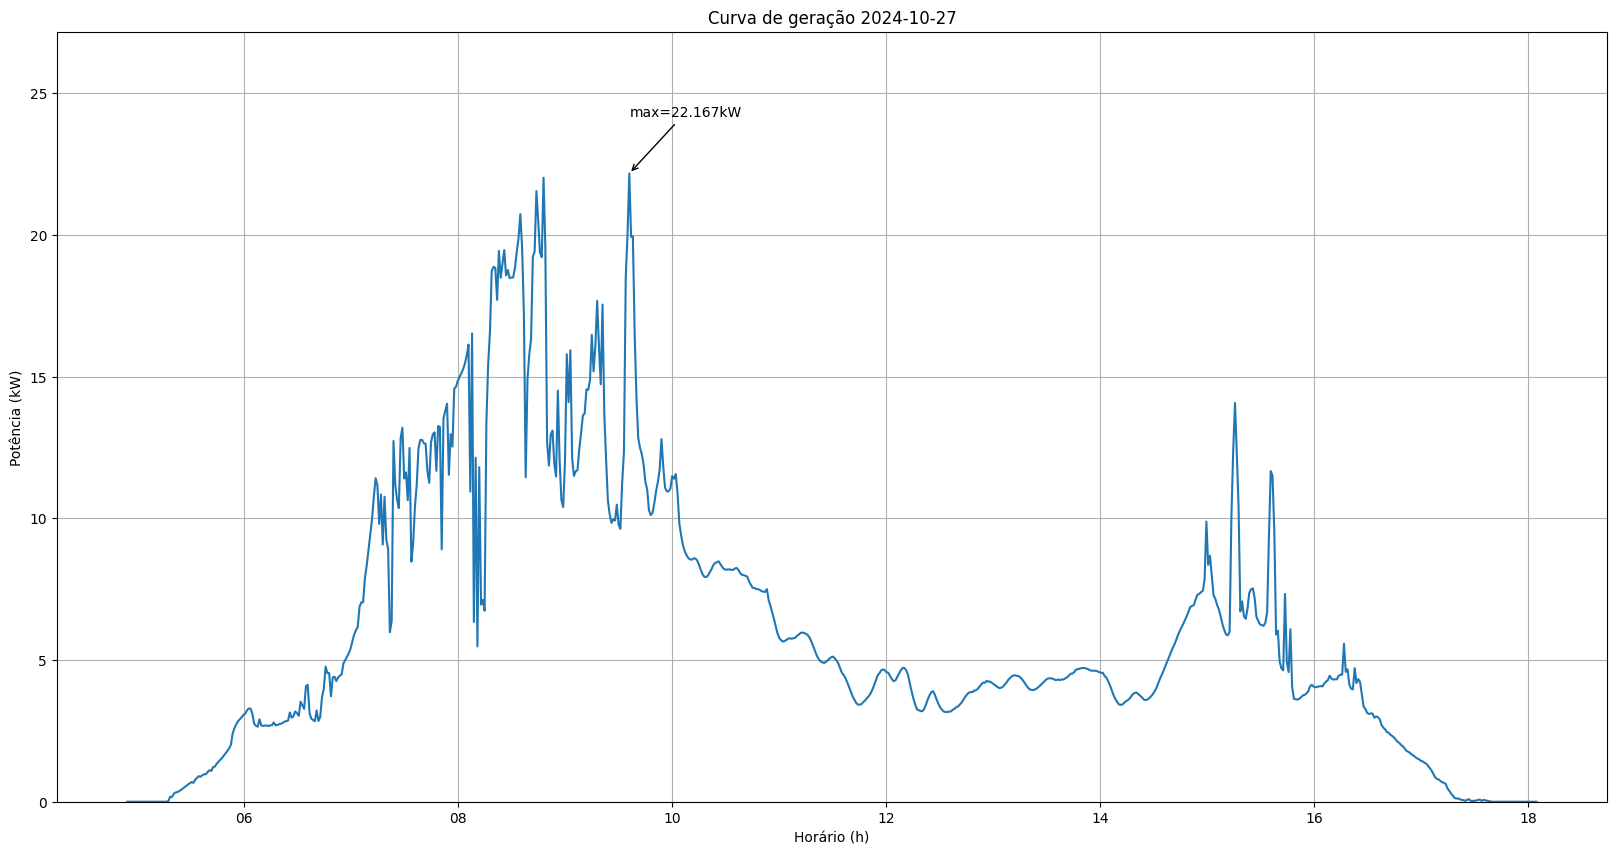 Curva de geração 2024-10-27
25
max=22.167kW
20
15
Potência (kW)
10
5
0
06 08 10 12 14 16 18
Horário (h)